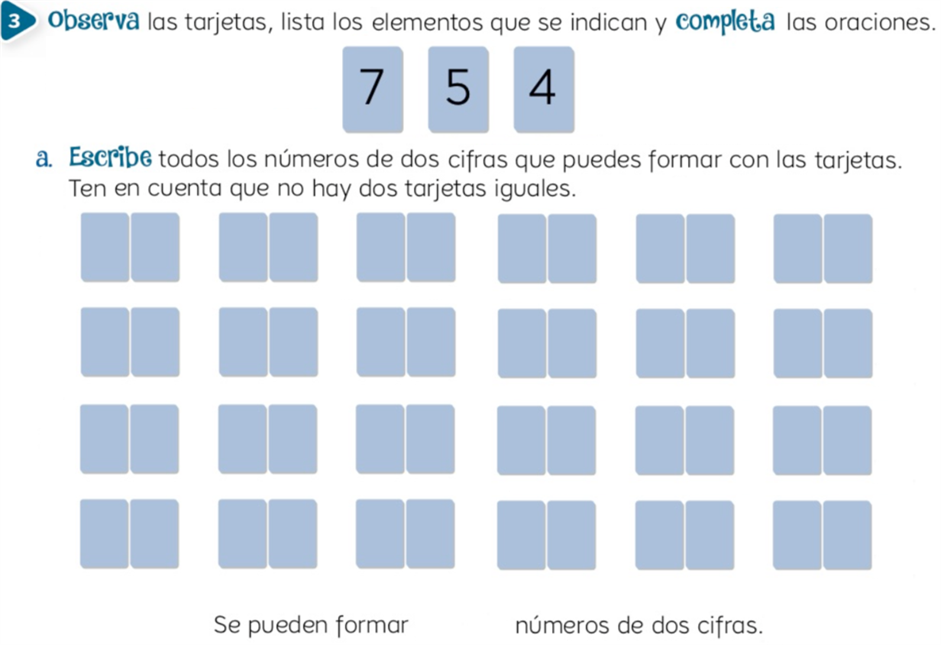 3 Observa las tarjetas, lista los elementos que se indican y completa las oraciones.
7 5 4
a. Escribe todos los números de dos cifras que puedes formar con las tarjetas.
Ten en cuenta que no hay dos tarjetas iguales.
Se pueden formar números de dos cifras.